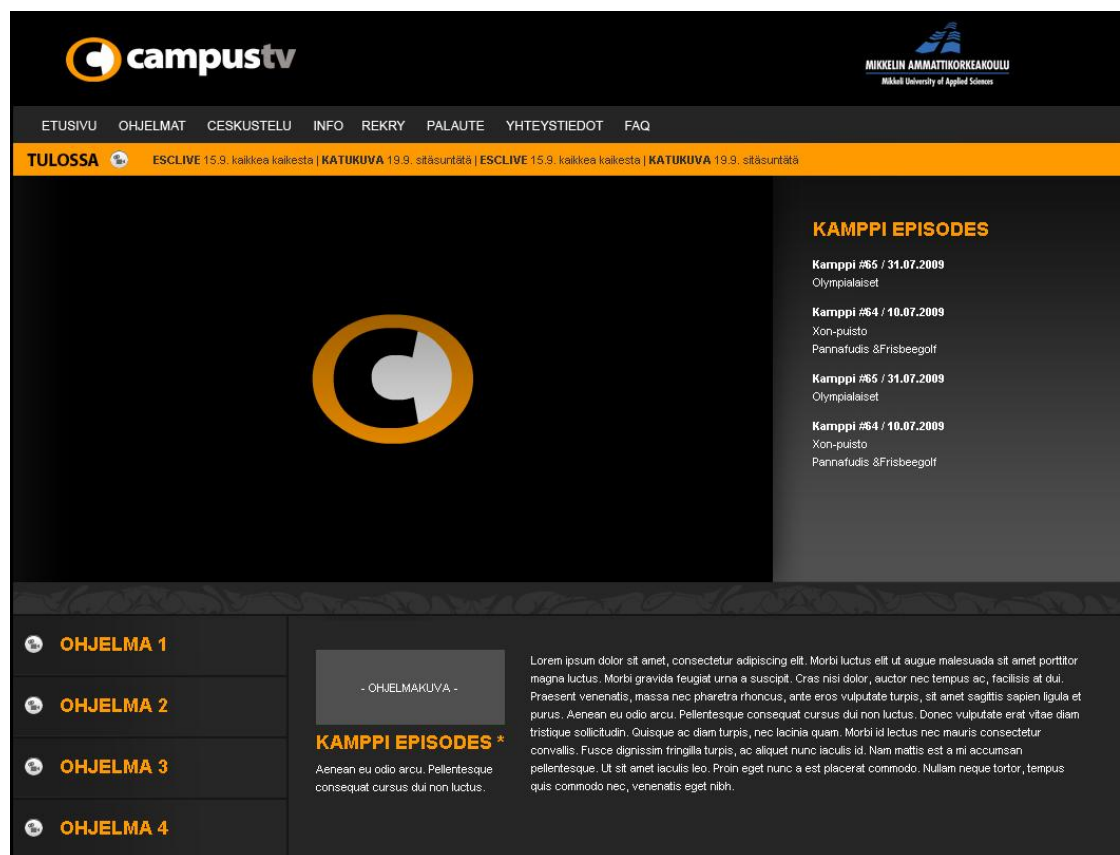 campustv
MIKKELIN AMMATTIKORKEAKOULU
Mikkeli University of Applied Sciences
ETUSIVU OHJELMAT CESKUSTELU INFO REKRY PALAUTE YHTEYSTIEDOT FAQ
TULOSSA ESCLIVE 15.9. kaikkea kaikesta | KATUKUVA 19.9. sitäsuntätä | ESCLIVE 15.9. kaikkea kaikesta | KATUKUVA 19.9. sitäsuntätä
KAMPPI EPISODES
Kamppi #65 / 31.07.2009
Olympialaiset
Kamppi #64 / 10.07.2009
Xon-puisto
Pannafudis &Frisbeegolf
Kamppi #65 / 31.07.2009
Olympialaiset
Kamppi #64 / 10.07.2009
Xon-puisto
Pannafudis &Frisbeegolf
OHJELMA 1
OHJELMA 2
OHJELMA 3
OHJELMA 4
- OHJELMAKUVA -
KAMPPI EPISODES *
Aenean eu odio arcu. Pellentesque
consequat cursus dui non luctus.
Lorem ipsum dolor sit amet, consectetur adipiscing elit. Morbi luctus elit ut augue malesuada sit amet porttitor
magna luctus. Morbi gravida feugiat urna a suscipit. Cras nisi dolor, auctor nec tempus ac, facilisis at dui.
Praesent venenatis, massa nec pharetra rhoncus, ante eros vulputate turpis, sit amet sagittis sapien ligula et
purus. Aenean eu odio arcu. Pellentesque consequat cursus dui non luctus. Donec vulputate erat vitae diam
tristique sollicitudin. Quisque ac diam turpis, nec lacinia quam. Morbi id lectus nec mauris consectetur
convallis. Fusce dignissim fringilla turpis, ac aliquet nunc iaculis id. Nam mattis est a mi accumsan
pellentesque. Ut sit amet iaculis leo. Proin eget nunc a est placerat commodo. Nullam neque tortor, tempus
quis commodo nec, venenatis eget nibh.